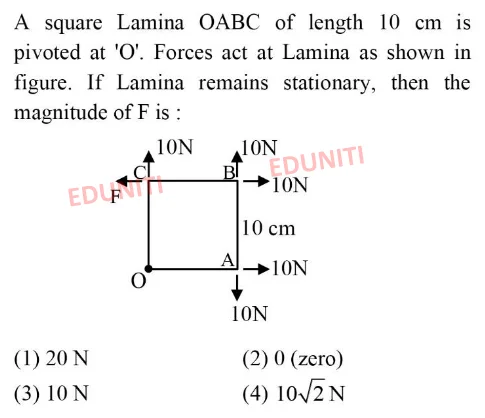 A square Lamina OABC of length 10 cm is
pivoted at 'O'. Forces act at Lamina as shown in
figure. If Lamina remains stationary, then the
magnitude of F is :
10N 10N
EDUNITI
C B 10N
EDUNITI
F
10 cm
A 10N
O
10N
(1) 20 N (2) 0 (zero)
(3) 10 N (4) 10√2 N